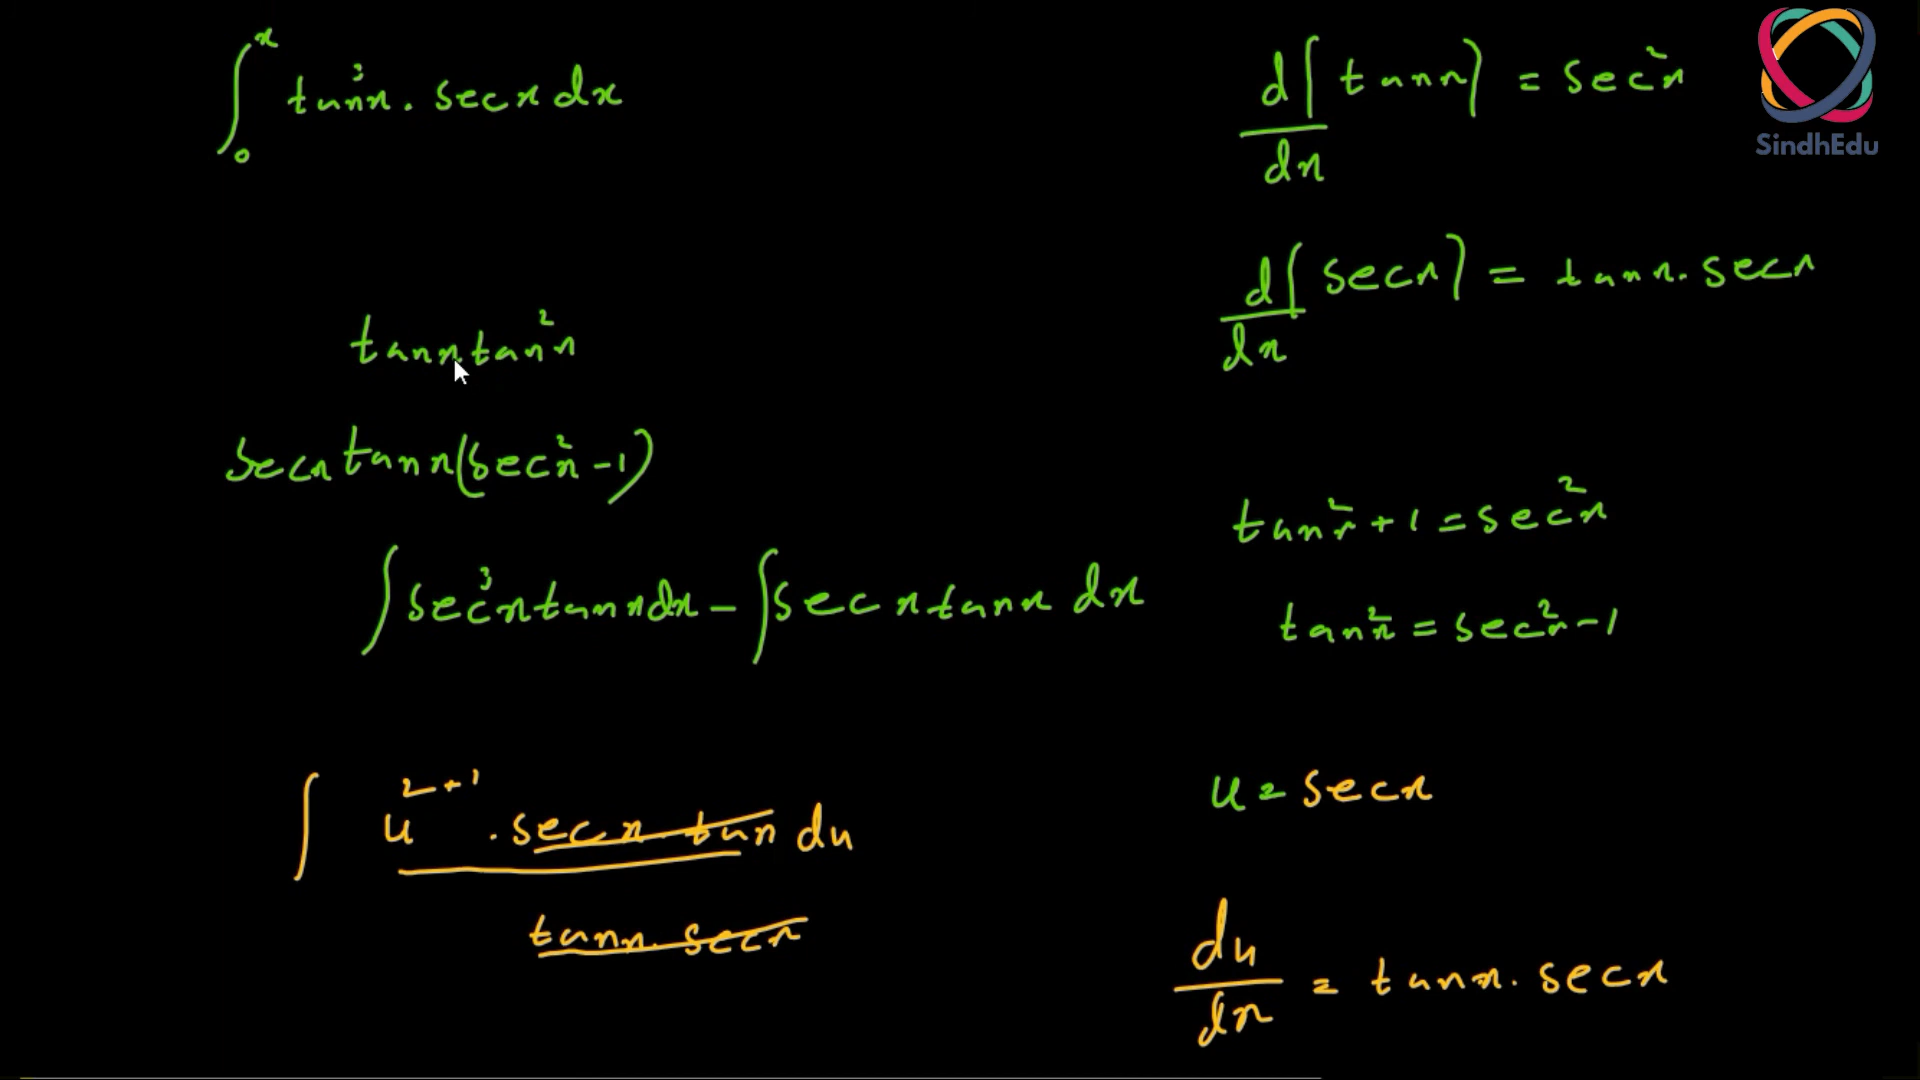 ∫₀ˣ tan³x . secx dx
d/dx [tanx] = sec²x
SindhEdu
d/dx [secx] = tanx . secx
tanx tan²x
secx tanx (sec²x - 1)
tan²x + 1 = sec²x
∫ sec³x tanx dx - ∫ secx tanx dx
tan²x = sec²x - 1
u = secx
∫ u²⁺¹ . secx . tan du
tanx . secx
du/dx = tanx . secx